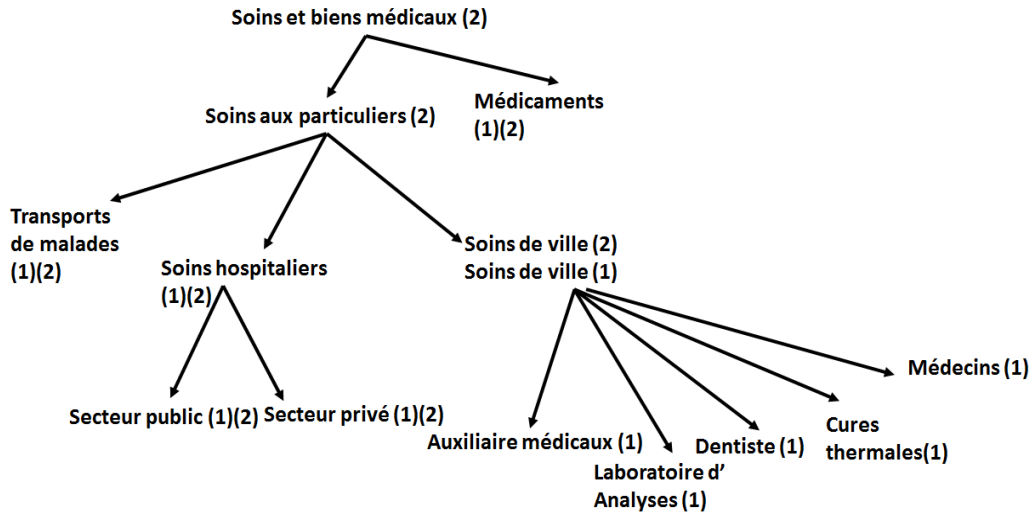 Soins et biens médicaux (2)
Médicaments
(1)(2)
Soins aux particuliers (2)
Transports
de malades
(1)(2)
Soins hospitaliers
(1)(2)
Soins de ville (2)
Soins de ville (1)
Secteur public (1)(2)
Secteur privé (1)(2)
Auxiliaire médicaux (1)
Laboratoire d’
Analyses (1)
Dentiste (1)
Cures
thermales(1)
Médecins (1)